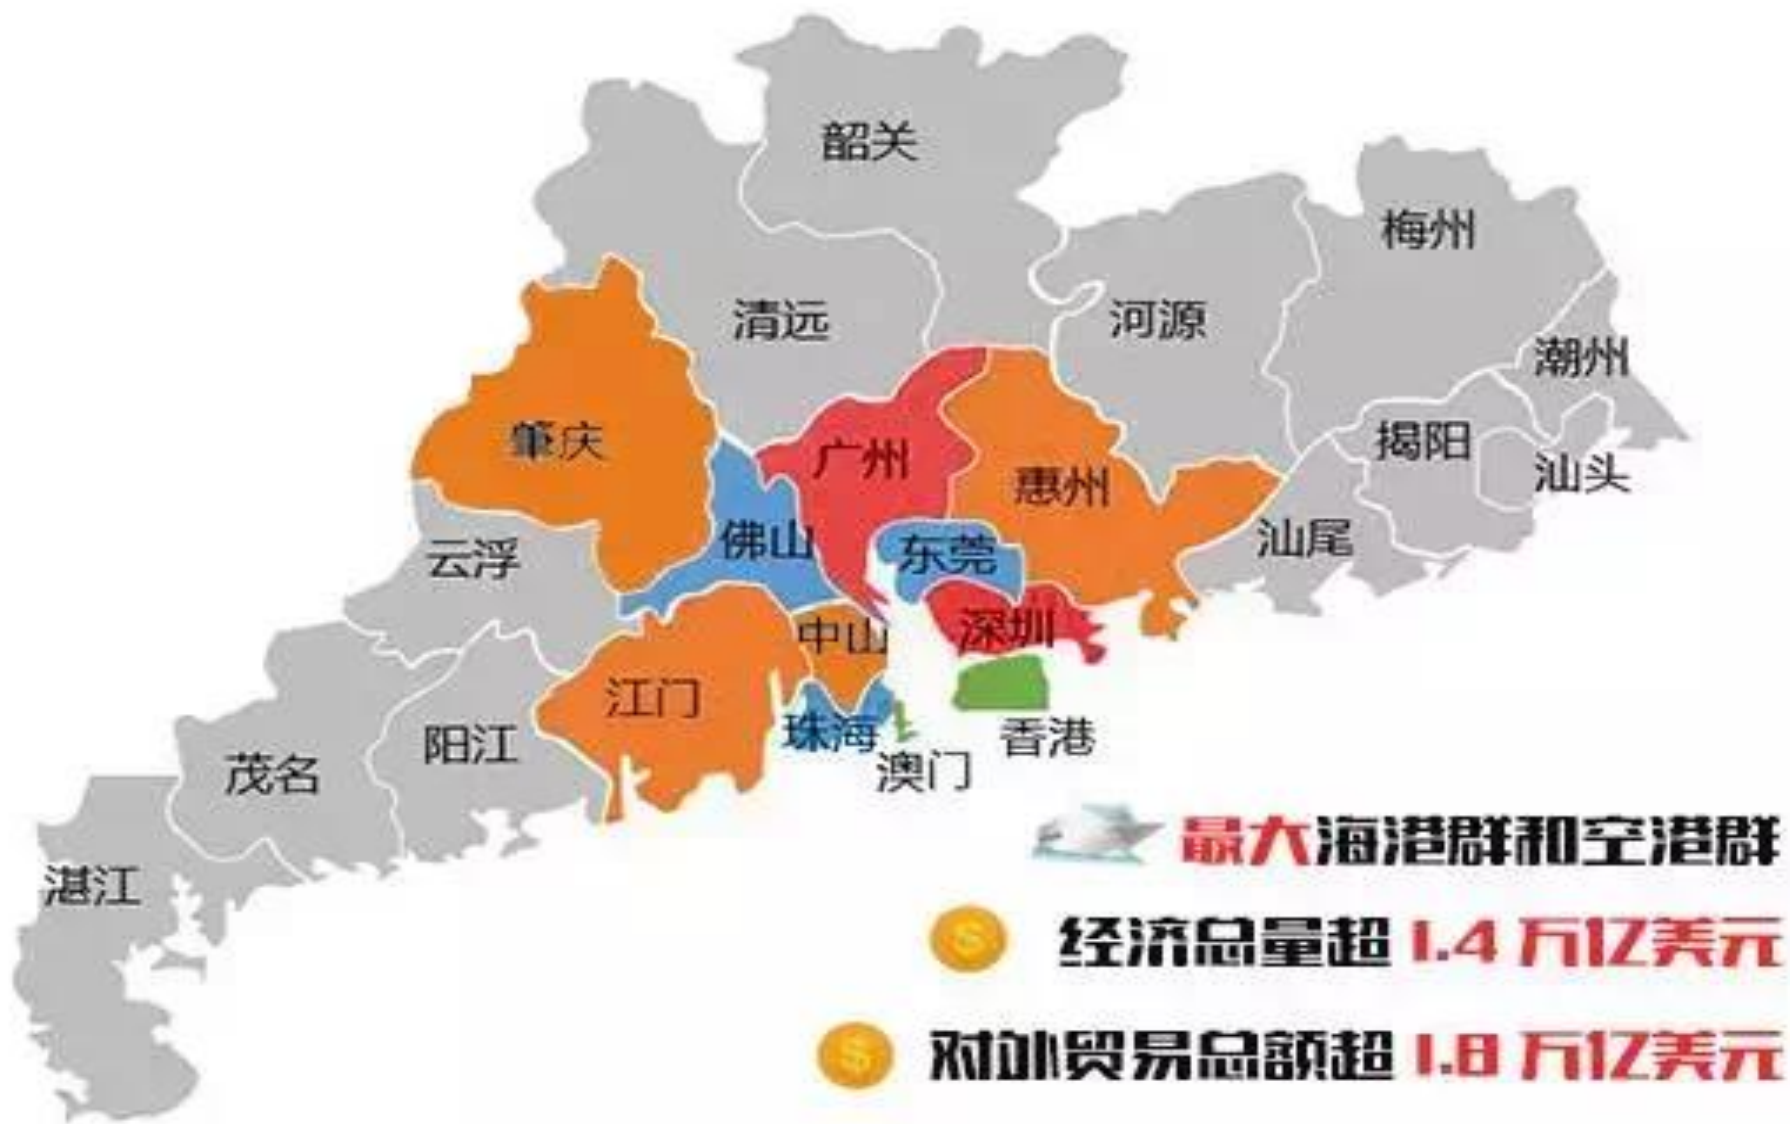 韶关
梅州
清远
河源
潮州
肇庆
广州
揭阳
惠州
汕头
佛山
东莞
汕尾
云浮
中山
深圳
江门
珠海
香港
阳江
澳门
茂名
湛江
最大海港群和空港群
经济总量超 1.4 万亿美元
对外贸易总额超 1.8 万亿美元